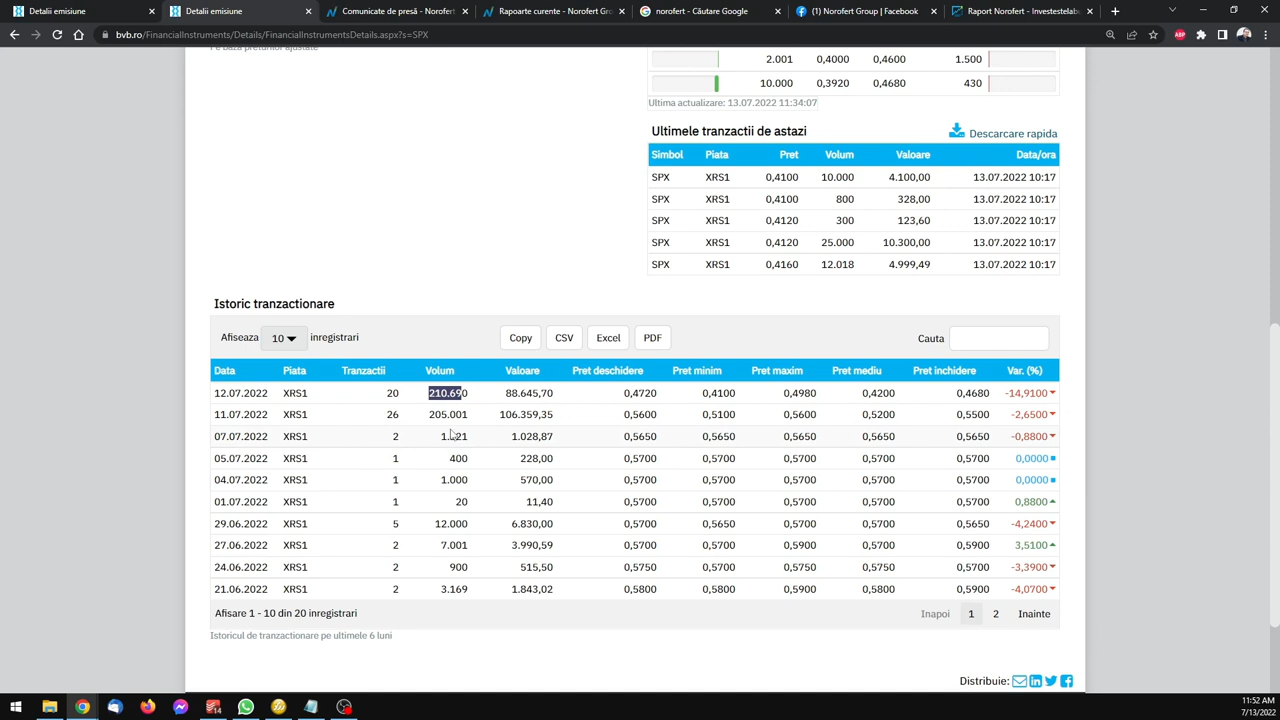 Detalii emisiune
Detalii emisiune
Comunicate de presă - Norofert
Rapoarte curente - Norofert Gro
norofert - Căutare Google
(1) Norofert Group | Facebook
Raport Norofert - Investestelab
bvb.ro/FinancialInstruments/Details/FinancialInstrumentsDetails.aspx?s=SPX
Pe baza preturilor ajustate
2.001 0,4000 0,4600 1.500
10.000 0,3920 0,4680 430
Ultima actualizare: 13.07.2022 11:34:07
Ultimele tranzactii de astazi
Descarcare rapida
Simbol Piata Pret Volum Valoare Data/ora
SPX XRS1 0,4100 10.000 4.100,00 13.07.2022 10:17
SPX XRS1 0,4100 800 328,00 13.07.2022 10:17
SPX XRS1 0,4120 300 123,60 13.07.2022 10:17
SPX XRS1 0,4120 25.000 10.300,00 13.07.2022 10:17
SPX XRS1 0,4160 12.018 4.999,49 13.07.2022 10:17
Istoric tranzactionare
Afiseaza 10 inregistrari Copy CSV Excel PDF Cauta
Data Piata Tranzactii Volum Valoare Pret deschidere Pret minim Pret maxim Pret mediu Pret inchidere Var. (%)
12.07.2022 XRS1 20 210.690 88.645,70 0,4720 0,4100 0,4980 0,4200 0,4680 -14,9100
11.07.2022 XRS1 26 205.001 106.359,35 0,5600 0,5100 0,5600 0,5200 0,5500 -2,6500
07.07.2022 XRS1 2 1.821 1.028,87 0,5650 0,5650 0,5650 0,5650 0,5650 -0,8800
05.07.2022 XRS1 1 400 228,00 0,5700 0,5700 0,5700 0,5700 0,5700 0,0000
04.07.2022 XRS1 1 1.000 570,00 0,5700 0,5700 0,5700 0,5700 0,5700 0,0000
01.07.2022 XRS1 1 20 11,40 0,5700 0,5700 0,5700 0,5700 0,5700 0,8800
29.06.2022 XRS1 5 12.000 6.830,00 0,5700 0,5650 0,5700 0,5700 0,5650 -4,2400
27.06.2022 XRS1 2 7.001 3.990,59 0,5700 0,5700 0,5900 0,5700 0,5900 3,5100
24.06.2022 XRS1 2 900 515,50 0,5750 0,5700 0,5750 0,5750 0,5700 -3,3900
21.06.2022 XRS1 2 3.169 1.843,02 0,5800 0,5800 0,5900 0,5800 0,5900 -4,0700
Afisare 1 - 10 din 20 inregistrari Inapoi 1 2 Inainte
Istoricul de tranzactionare pe ultimele 6 luni
Distribuie:
14
11:52 AM
7/13/2022